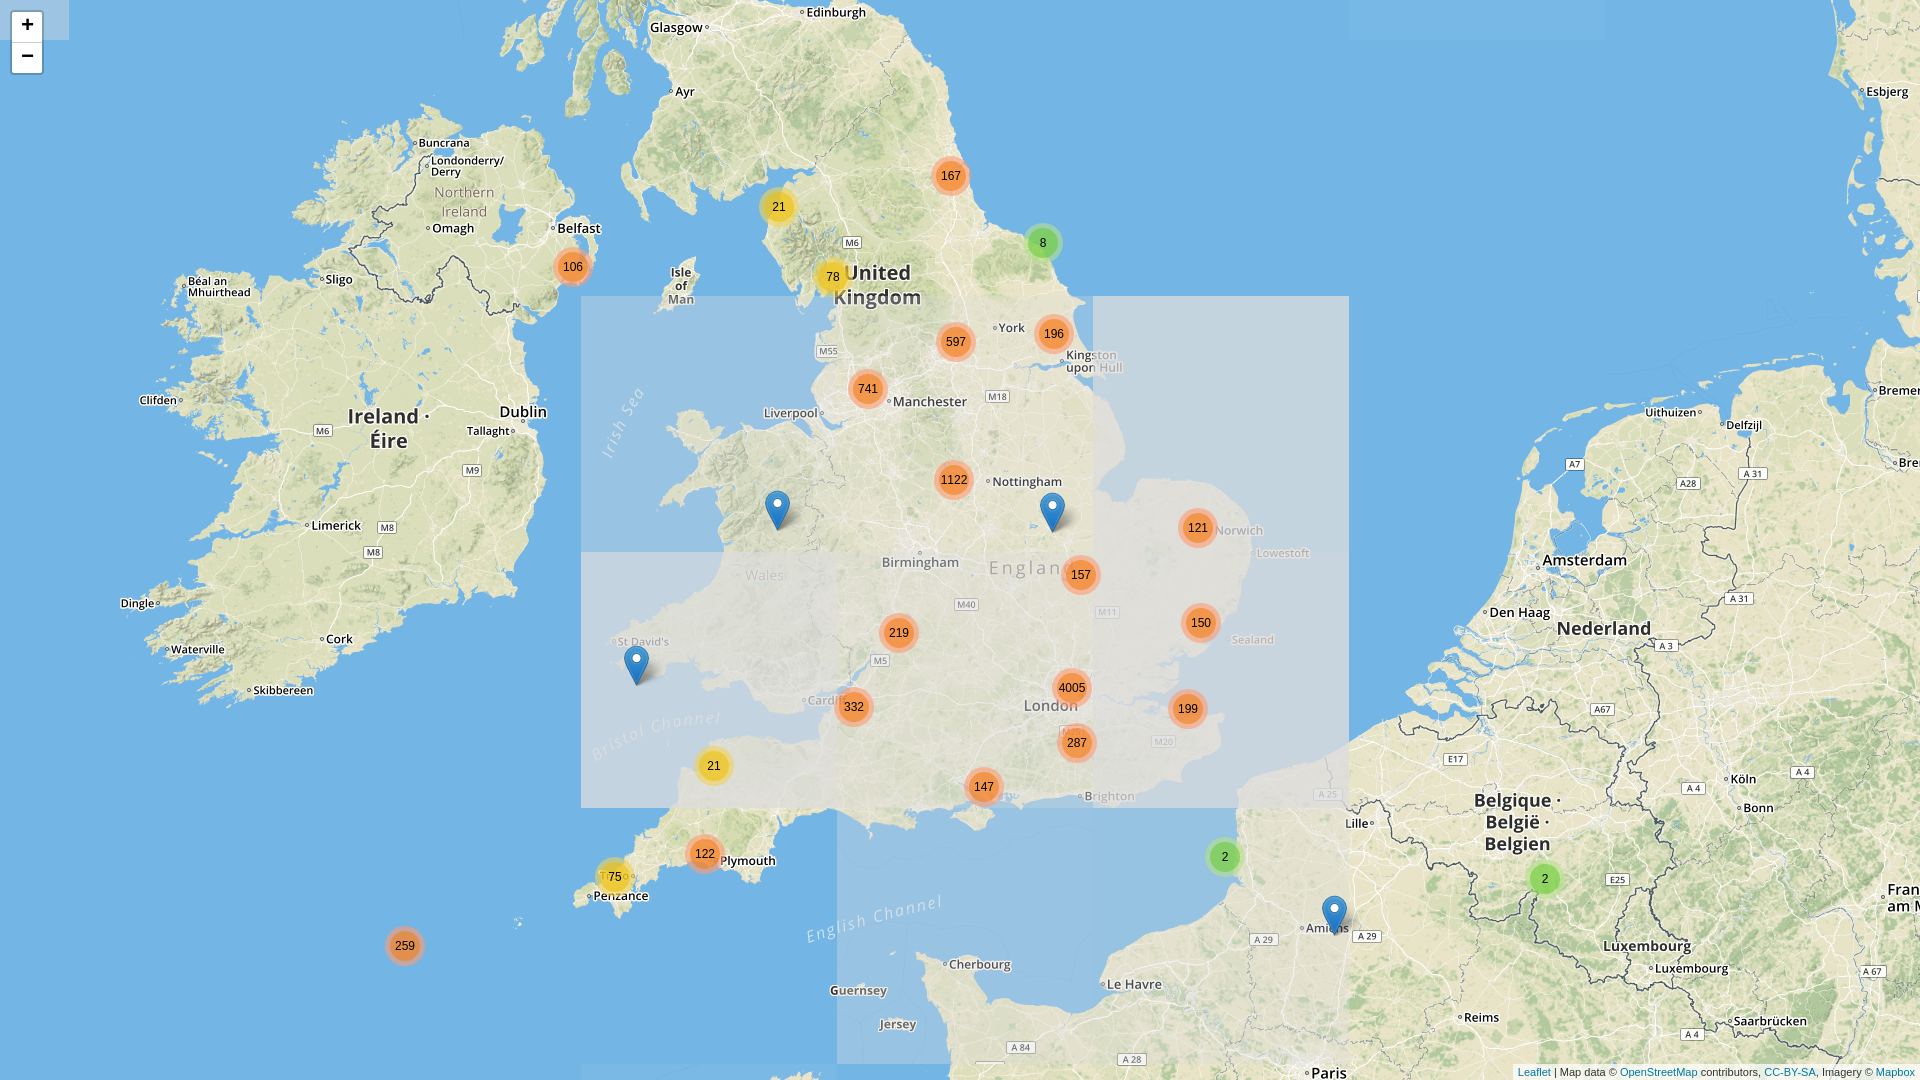 +
−
Edinburgh
Glasgow
Ayr
Esbjerg
Buncrana
Londonderry/
Derry
Northern
Ireland
Omagh
Belfast
167
21
8
M6
106
Isle
of
Man
78
United
Kingdom
Sligo
Béal an
Mhuirthead
York
196
597
Kingston
upon Hull
M55
741
Manchester
M18
Liverpool
Clifden
Ireland ·
Éire
M6
Dublin
Tallaght
M9
Irish Sea
Uithuizen
Delfzijl
Bremer
Bre
A7
A 31
A28
1122
Nottingham
121
Norwich
Lowestoft
Limerick
M8
M8
Birmingham
England
157
Wales
Amsterdam
A 31
Dingle
Den Haag
Nederland
A 3
M40
M11
150
Sealand
Cork
Waterville
Skibbereen
219
M5
St David's
4005
London
199
Cardiff
332
287
M20
A67
E17
Bristol Channel
21
147
Brighton
A 25
Köln
A 4
A 4
Bonn
Belgique ·
België ·
Belgien
Lille
122
Plymouth
75
Penzance
2
2
E25
Fran
am M
259
English Channel
Amiens
A 29
A 29
Luxembourg
Luxembourg
A 67
Cherbourg
Le Havre
Guernsey
Jersey
Reims
Saarbrücken
A 4
A 84
A 28
Paris
Leaflet | Map data © OpenStreetMap contributors, CC-BY-SA, Imagery © Mapbox